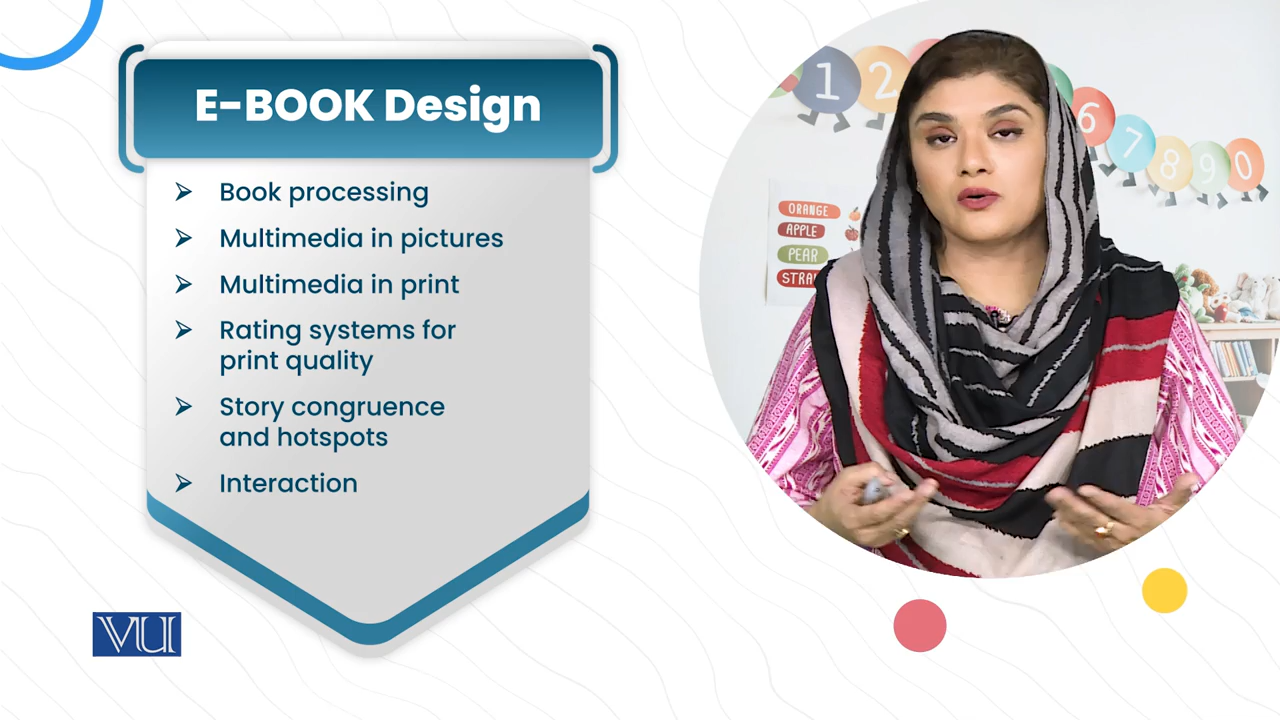 E-BOOK Design
Book processing
Multimedia in pictures
Multimedia in print
Rating systems for
print quality
Story congruence
and hotspots
Interaction
VU
1 2
6 7 8 9 0
ORANGE
APPLE
PEAR